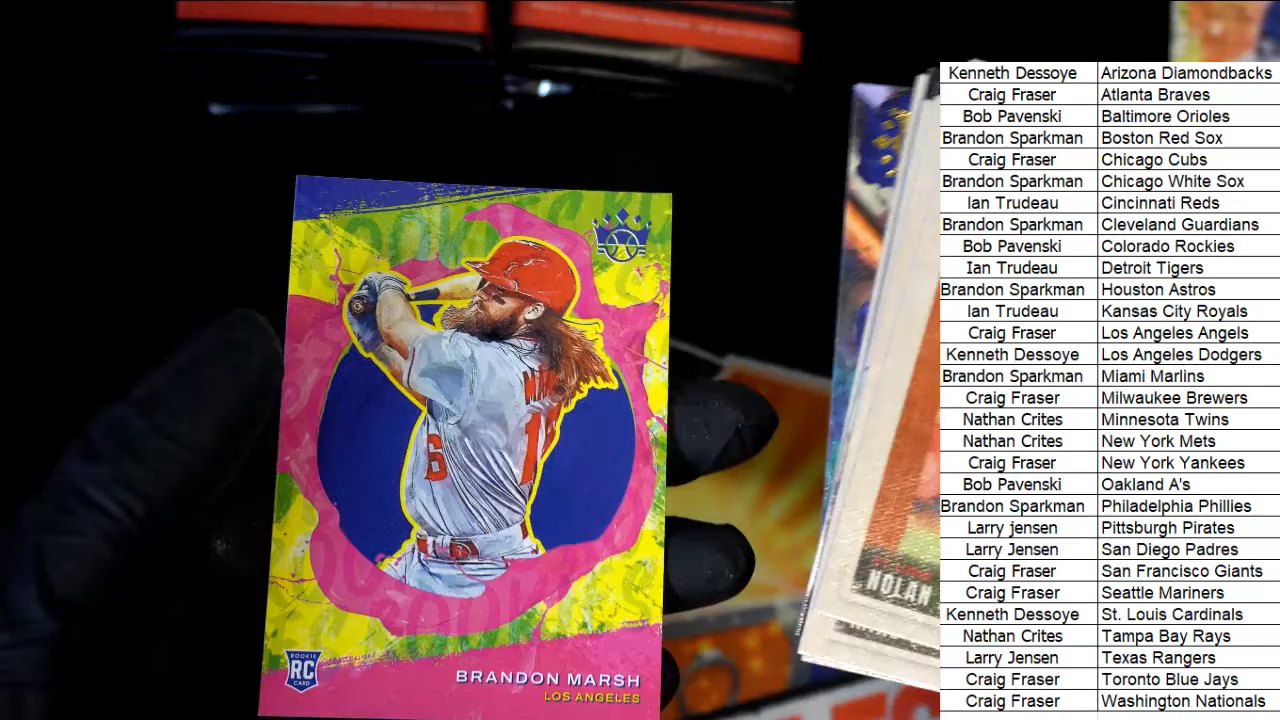 Kenneth Dessoye Arizona Diamondbacks
Craig Fraser Atlanta Braves
Bob Pavenski Baltimore Orioles
Brandon Sparkman Boston Red Sox
Craig Fraser Chicago Cubs
Brandon Sparkman Chicago White Sox
Ian Trudeau Cincinnati Reds
Brandon Sparkman Cleveland Guardians
Bob Pavenski Colorado Rockies
Ian Trudeau Detroit Tigers
Brandon Sparkman Houston Astros
Ian Trudeau Kansas City Royals
Craig Fraser Los Angeles Angels
Kenneth Dessoye Los Angeles Dodgers
Brandon Sparkman Miami Marlins
Craig Fraser Milwaukee Brewers
Nathan Crites Minnesota Twins
Nathan Crites New York Mets
Craig Fraser New York Yankees
Bob Pavenski Oakland A's
Brandon Sparkman Philadelphia Phillies
Larry jensen Pittsburgh Pirates
Larry Jensen San Diego Padres
Craig Fraser San Francisco Giants
Craig Fraser Seattle Mariners
Kenneth Dessoye St. Louis Cardinals
Nathan Crites Tampa Bay Rays
Larry Jensen Texas Rangers
Craig Fraser Toronto Blue Jays
Craig Fraser Washington Nationals
6
ROOKIE
RC
CARD
BRANDON MARSH
LOS ANGELES
NOLAN